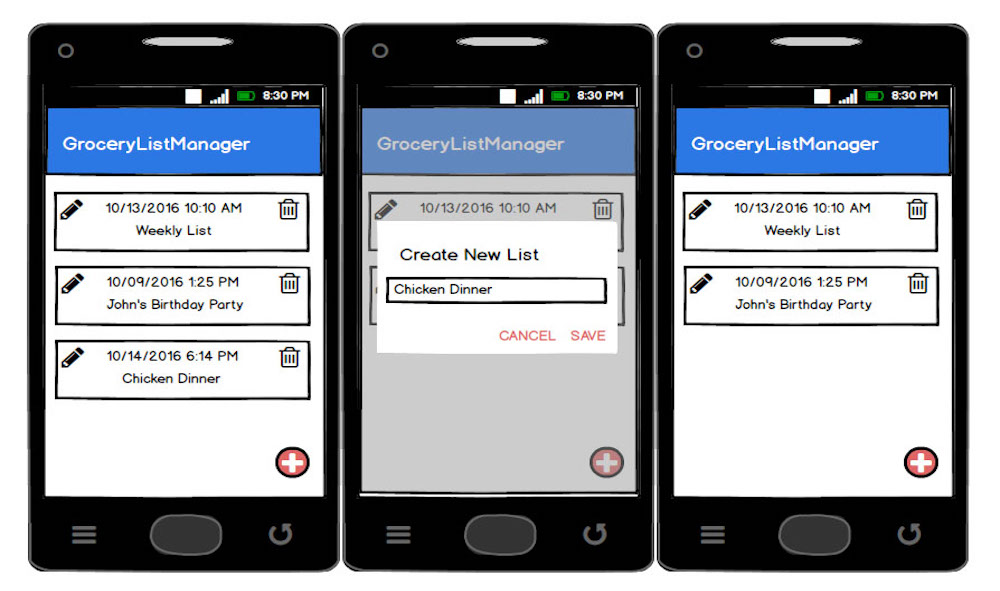 8:30 PM
GroceryListManager
10/13/2016 10:10 AM
Weekly List
10/09/2016 1:25 PM
John's Birthday Party
10/14/2016 6:14 PM
Chicken Dinner
8:30 PM
GroceryListManager
10/13/2016 10:10 AM
Create New List
Chicken Dinner
CANCEL SAVE
8:30 PM
GroceryListManager
10/13/2016 10:10 AM
Weekly List
10/09/2016 1:25 PM
John's Birthday Party